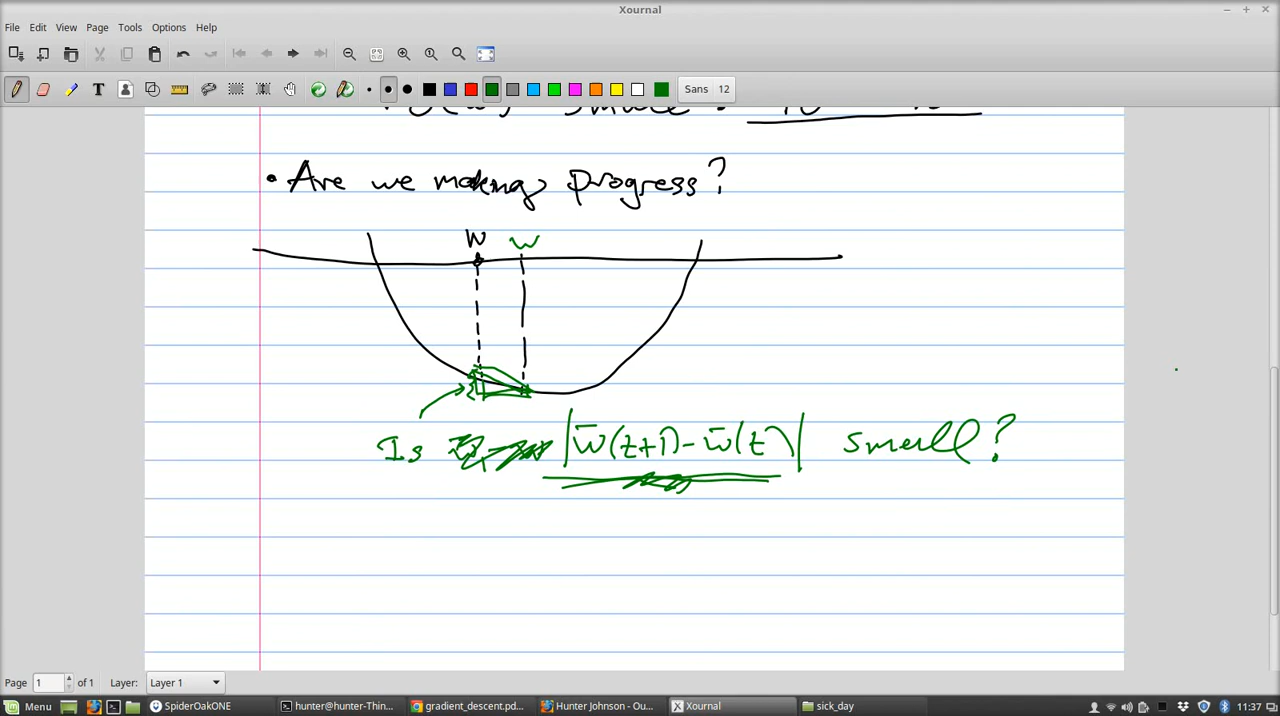 Xournal
File Edit View Page Tools Options Help
Sans 12
• Are we making progress?
W W
Is |w̄(t+1)-w̄(t)| small?
Page 1 of 1 Layer: Layer 1
Menu SpiderOakONE hunter@hunter-Thin... gradient_descent.pd... Hunter Johnson - Ou... Xournal sick_day 11:37